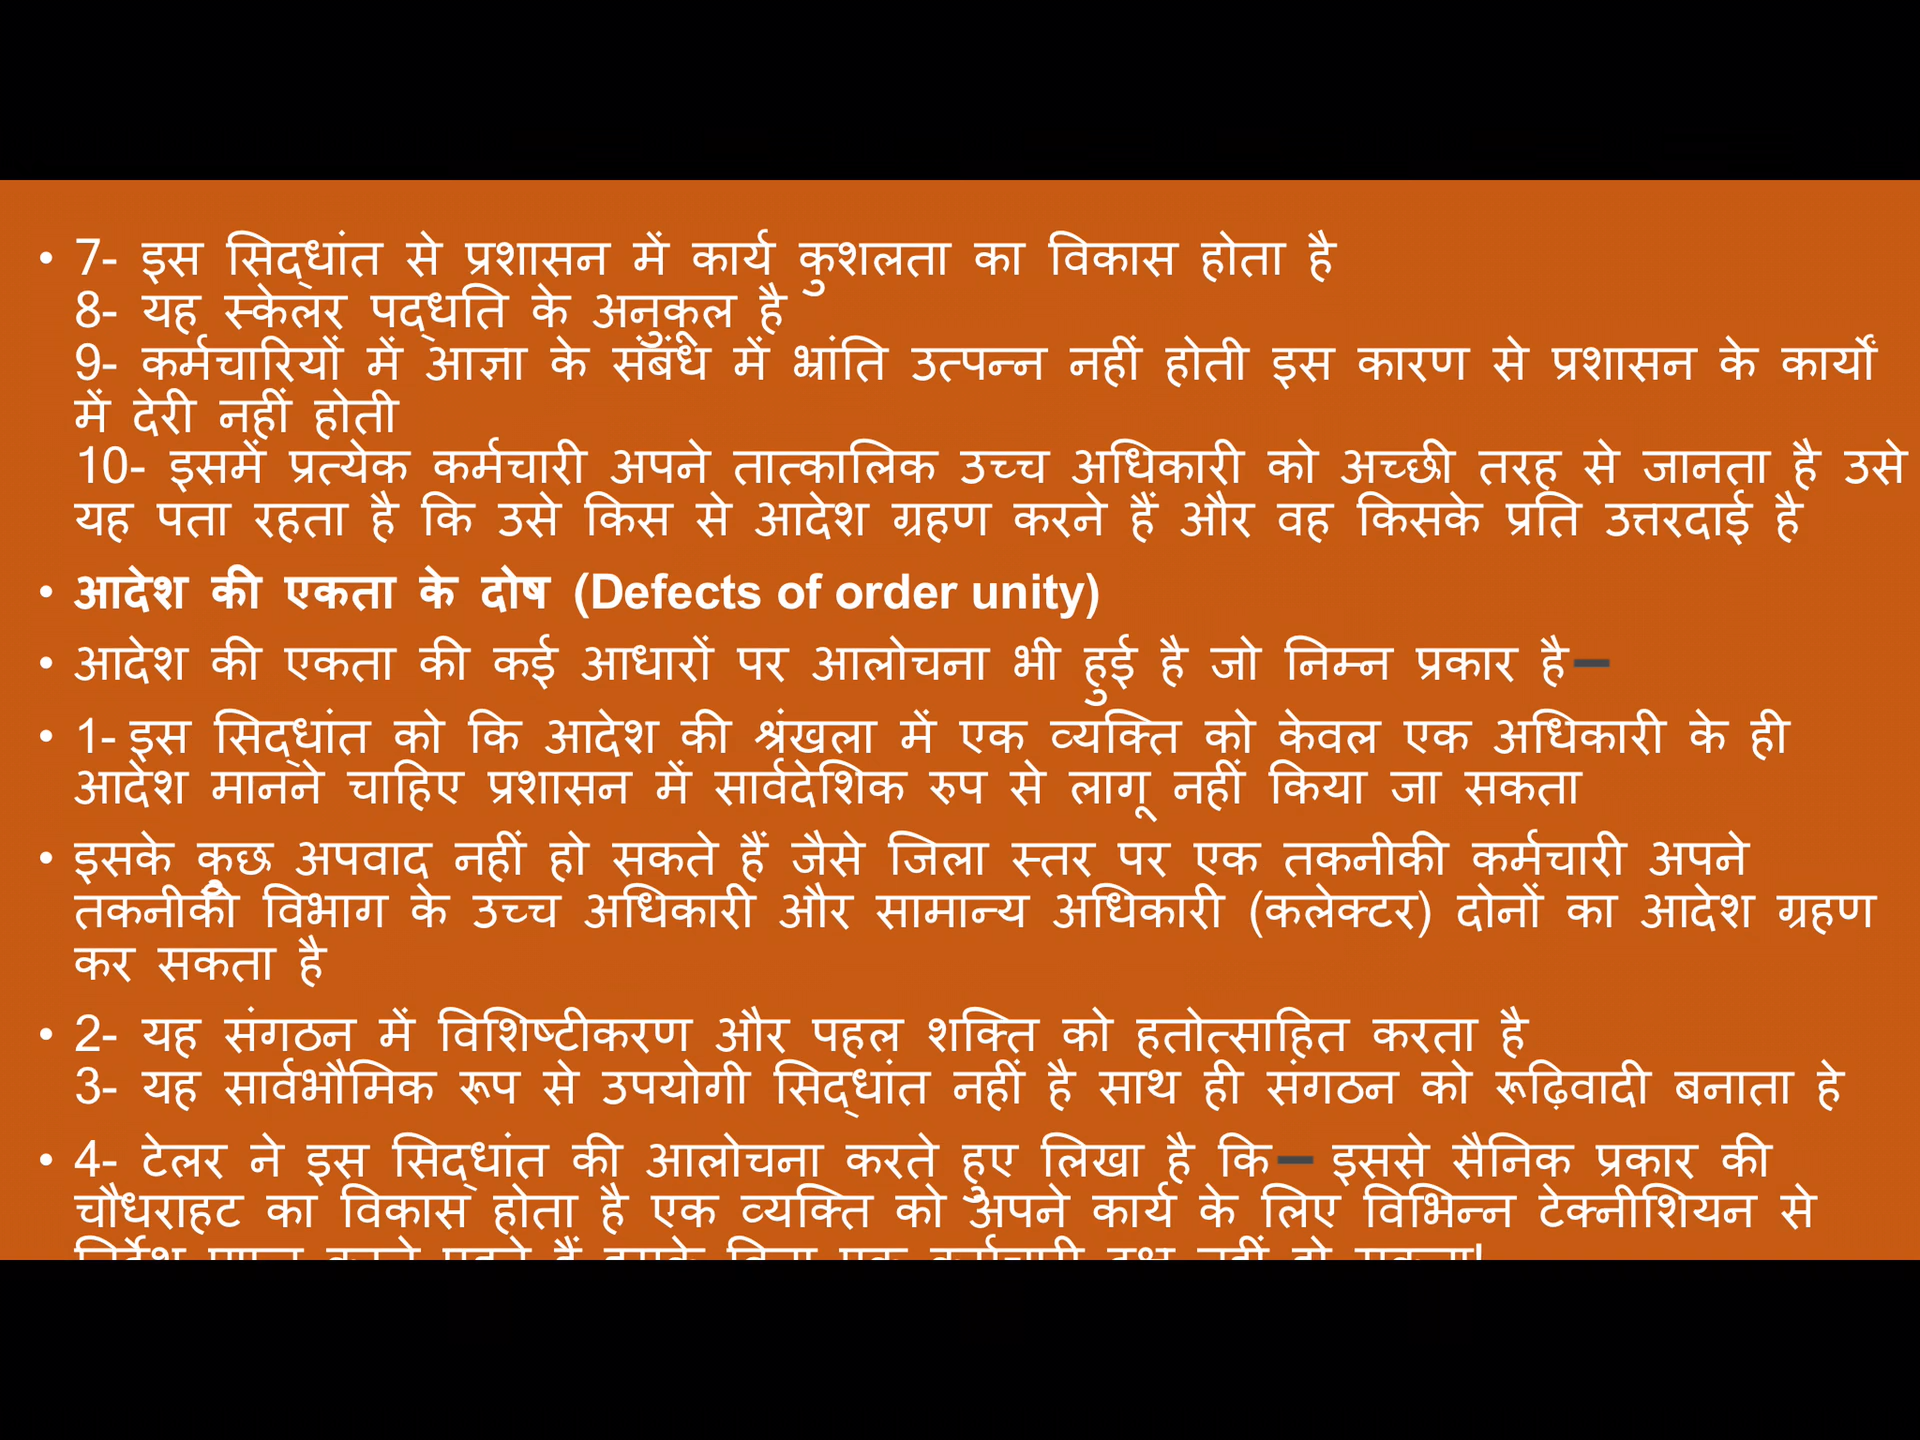 • 7- इस सिद्धांत से प्रशासन में कार्य कुशलता का विकास होता है
8- यह स्केलर पद्धति के अनुकूल है
9- कर्मचारियों में आज्ञा के संबंध में भ्रांति उत्पन्न नहीं होती इस कारण से प्रशासन के कार्यों
में देरी नहीं होती
10- इसमें प्रत्येक कर्मचारी अपने तात्कालिक उच्च अधिकारी को अच्छी तरह से जानता है उसे
यह पता रहता है कि उसे किस से आदेश ग्रहण करने हैं और वह किसके प्रति उत्तरदाई है
• आदेश की एकता के दोष (Defects of order unity)
• आदेश की एकता की कई आधारों पर आलोचना भी हुई है जो निम्न प्रकार है–
• 1- इस सिद्धांत को कि आदेश की श्रंखला में एक व्यक्ति को केवल एक अधिकारी के ही
आदेश मानने चाहिए प्रशासन में सार्वदेशिक रुप से लागू नहीं किया जा सकता
• इसके कुछ अपवाद नहीं हो सकते हैं जैसे जिला स्तर पर एक तकनीकी कर्मचारी अपने
तकनीकी विभाग के उच्च अधिकारी और सामान्य अधिकारी (कलेक्टर) दोनों का आदेश ग्रहण
कर सकता है
• 2- यह संगठन में विशिष्टीकरण और पहल शक्ति को हतोत्साहित करता है
3- यह सार्वभौमिक रूप से उपयोगी सिद्धांत नहीं है साथ ही संगठन को रूढ़िवादी बनाता हे
• 4- टेलर ने इस सिद्धांत की आलोचना करते हुए लिखा है कि– इससे सैनिक प्रकार की
चौधराहट का विकास होता है एक व्यक्ति को अपने कार्य के लिए विभिन्न टेक्नीशियन से